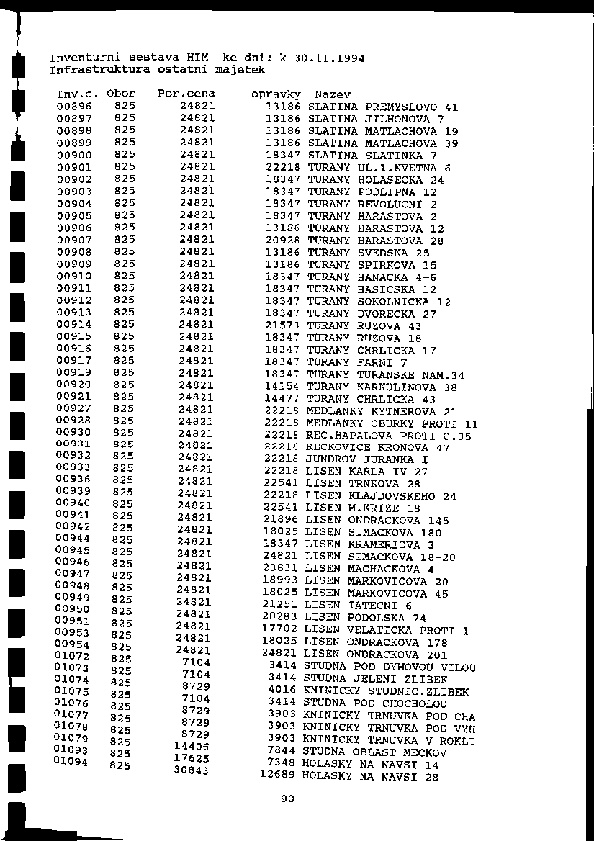 Inventurni sestava HIM ke dni: k 30.11.1994
Infrastruktura ostatni majatek
Inv.c. Obor Por.cena opravky Nazev
00896 825 24821 13186 SLATINA PREMYSLOVO 41
00897 825 24821 13186 SLATINA JILHONOVA 7
00898 825 24821 13186 SLATINA MATLACHOVA 19
00899 825 24821 13186 SLATINA MATLACHOVA 39
00900 825 24821 18347 SLATINA SLATINKA 7
00901 825 24821 22218 TURANY UL.1.KVETNA 6
00902 825 24821 18347 TURANY HOLASECKA 24
00903 825 24821 18347 TURANY PODLIPNA 12
00904 825 24821 18347 TURANY REVOLUCNI 2
00905 825 24821 18347 TURANY HARASTOVA 2
00906 825 24821 13186 TURANY HARASTOVA 12
00907 825 24821 20928 TURANY HARASTOVA 28
00908 825 24821 13186 TURANY SVEDSKA 25
00909 825 24821 13186 TURANY SPIRKOVA 15
00910 825 24821 18347 TURANY HANACKA 4-6
00911 825 24821 18347 TURANY HASICSKA 12
00912 825 24821 18347 TURANY SOKOLNICKA 12
00913 825 24821 18347 TURANY DVORECKA 27
00914 825 24821 21573 TURANY RUZOVA 43
00915 825 24821 18347 TURANY RUZOVA 18
00916 825 24821 18347 TURANY CHRLICKA 17
00917 825 24821 18347 TURANY FARNI 7
00919 825 24821 18347 TURANY TURANSKE NAM.34
00920 825 24821 14154 TURANY KARKULINOVA 38
00921 825 24821 14477 TURANY CHRLICKA 43
00927 825 24821 22218 MEDLANKY KYTNEROVA 21
00928 825 24821 22218 MEDLANKY OBURKY PROTI 11
00930 825 24821 22218 REC.HAPALOVA PROTI C.35
00931 825 24821 22218 RECKOVICE KRONOVA 47
00932 825 24821 22218 JUNDROV JURANKA I
00933 825 24821 22218 LISEN KARLA IV 27
00936 825 24821 22541 LISEN TRNKOVA 28
00939 825 24821 22218 LISEN KLAJDOVSKEHO 24
00940 825 24821 22541 LISEN M.KRIZE 18
00941 825 24821 21896 LISEN ONDRACKOVA 145
00942 825 24821 18025 LISEN SIMACKOVA 180
00944 825 24821 18347 LISEN KRAMERIOVA 3
00945 825 24821 24821 LISEN SIMACKOVA 18-20
00946 825 24821 LISEN MACHACKOVA 4
00947 825 24821 18993 LISEN MARKOVICOVA 20
00948 825 24821 18025 LISEN MARKOVICOVA 45
00949 825 24821 21251 LISEN TATECNI 6
00950 825 24821 20283 LISEN PODOLSKA 74
00951 825 24821 17702 LISEN VELATICKA PROTI 1
00953 825 24821 18025 LISEN ONDRACKOVA 178
00954 825 24821 24821 LISEN ONDRACKOVA 201
01072 825 7104 3414 STUDNA POD DYHOVOU VILOU
01073 825 7104 3414 STUDNA JELENI ZLIBEK
01074 825 8729 4016 KNINICKY STUDNIC.ZLIBEK
01075 825 7104 3414 STUDNA POD CHOCHOLOU
01076 825 8729 3903 KNINICKY TRNUVKA POD CHA
01077 825 8729 3903 KNINICKY TRNUVKA POD
01078 825 8729 3903 KNINICKY TRNUVKA V ROKLI
01079 825 7844 STUDNA OBLAST MECKOV
01093 825 17625 7348 HOLASKY NA NAVSI 14
01094 825 30843 12689 HOLASKY NA NAVSI 28
93